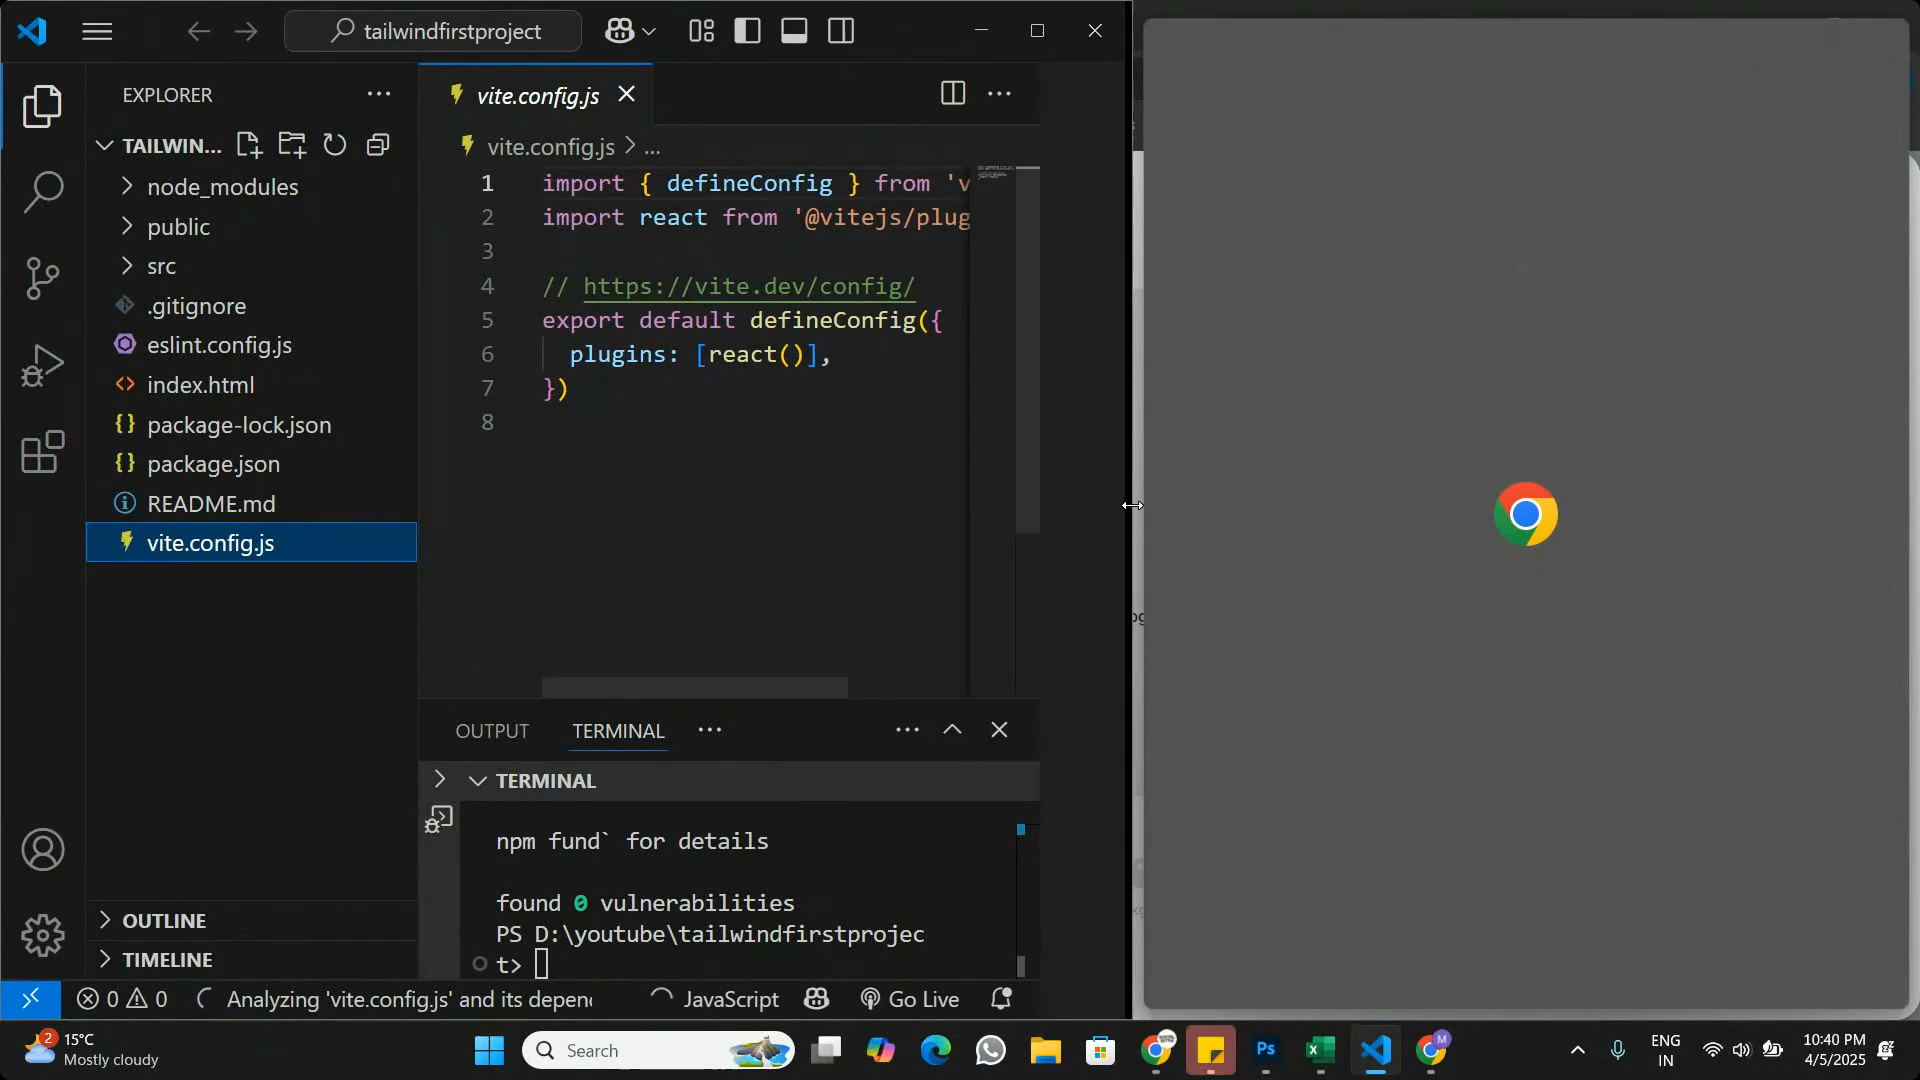 tailwindfirstproject
EXPLORER
TAILWIN...
node_modules
public
src
.gitignore
eslint.config.js
index.html
package-lock.json
package.json
README.md
vite.config.js
OUTLINE
TIMELINE
vite.config.js
vite.config.js > ...
1 import { defineConfig } from 'v
2 import react from '@vitejs/plug
3
4 // https://vite.dev/config/
5 export default defineConfig({
6 plugins: [react()],
7 })
8
OUTPUT TERMINAL
TERMINAL
npm fund` for details
found 0 vulnerabilities
PS D:\youtube\tailwindfirstprojec
t>
0 0 Analyzing 'vite.config.js' and its depen JavaScript Go Live
2 15°C
Mostly cloudy
Search
Ps
M
ENG
IN
10:40 PM
4/5/2025